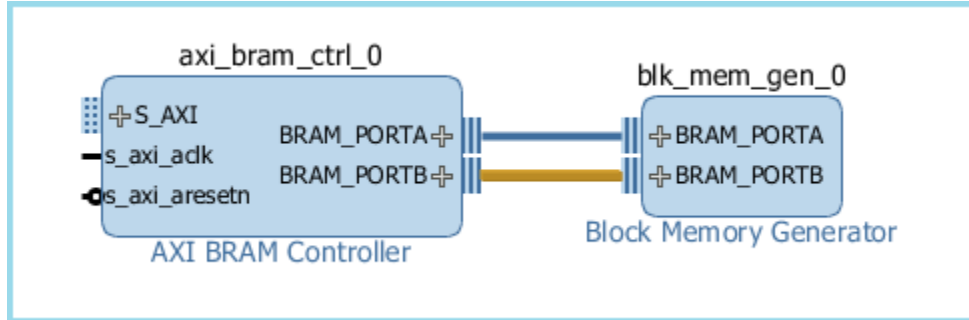 axi_bram_ctrl_0
S_AXI
s_axi_aclk
s_axi_aresetn
BRAM_PORTA
BRAM_PORTB
AXI BRAM Controller
blk_mem_gen_0
BRAM_PORTA
BRAM_PORTB
Block Memory Generator